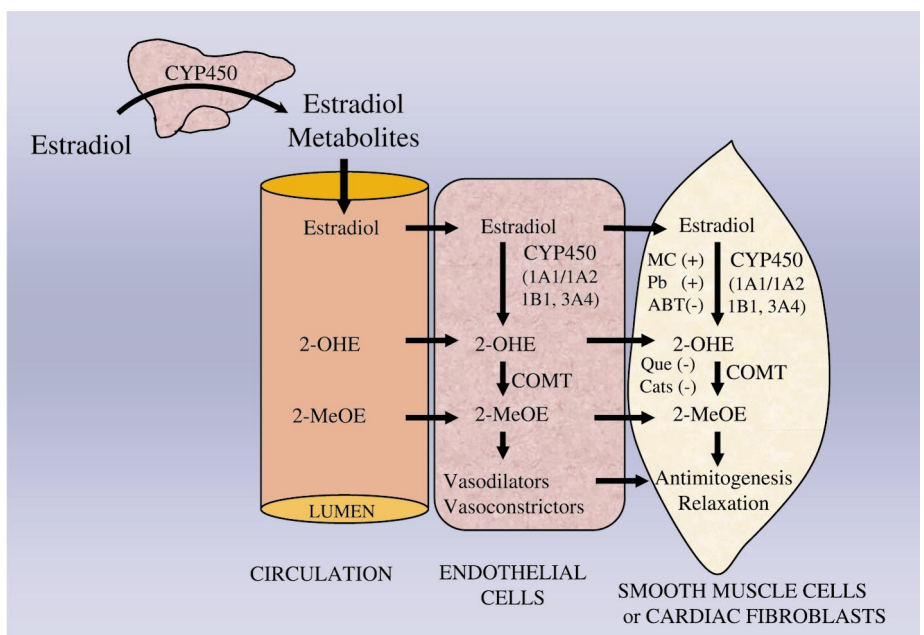 CYP450
Estradiol
Estradiol
Metabolites
Estradiol
2-OHE
2-MeOE
LUMEN
CIRCULATION
Estradiol
CYP450
(1A1/1A2
1B1, 3A4)
2-OHE
COMT
2-MeOE
Vasodilators
Vasoconstrictors
ENDOTHELIAL
CELLS
Estradiol
MC (+)
Pb (+)
ABT(-)
CYP450
(1A1/1A2
1B1, 3A4)
2-OHE
Que (-)
Cats (-)
COMT
2-MeOE
Antimitogenesis
Relaxation
SMOOTH MUSCLE CELLS
or CARDIAC FIBROBLASTS